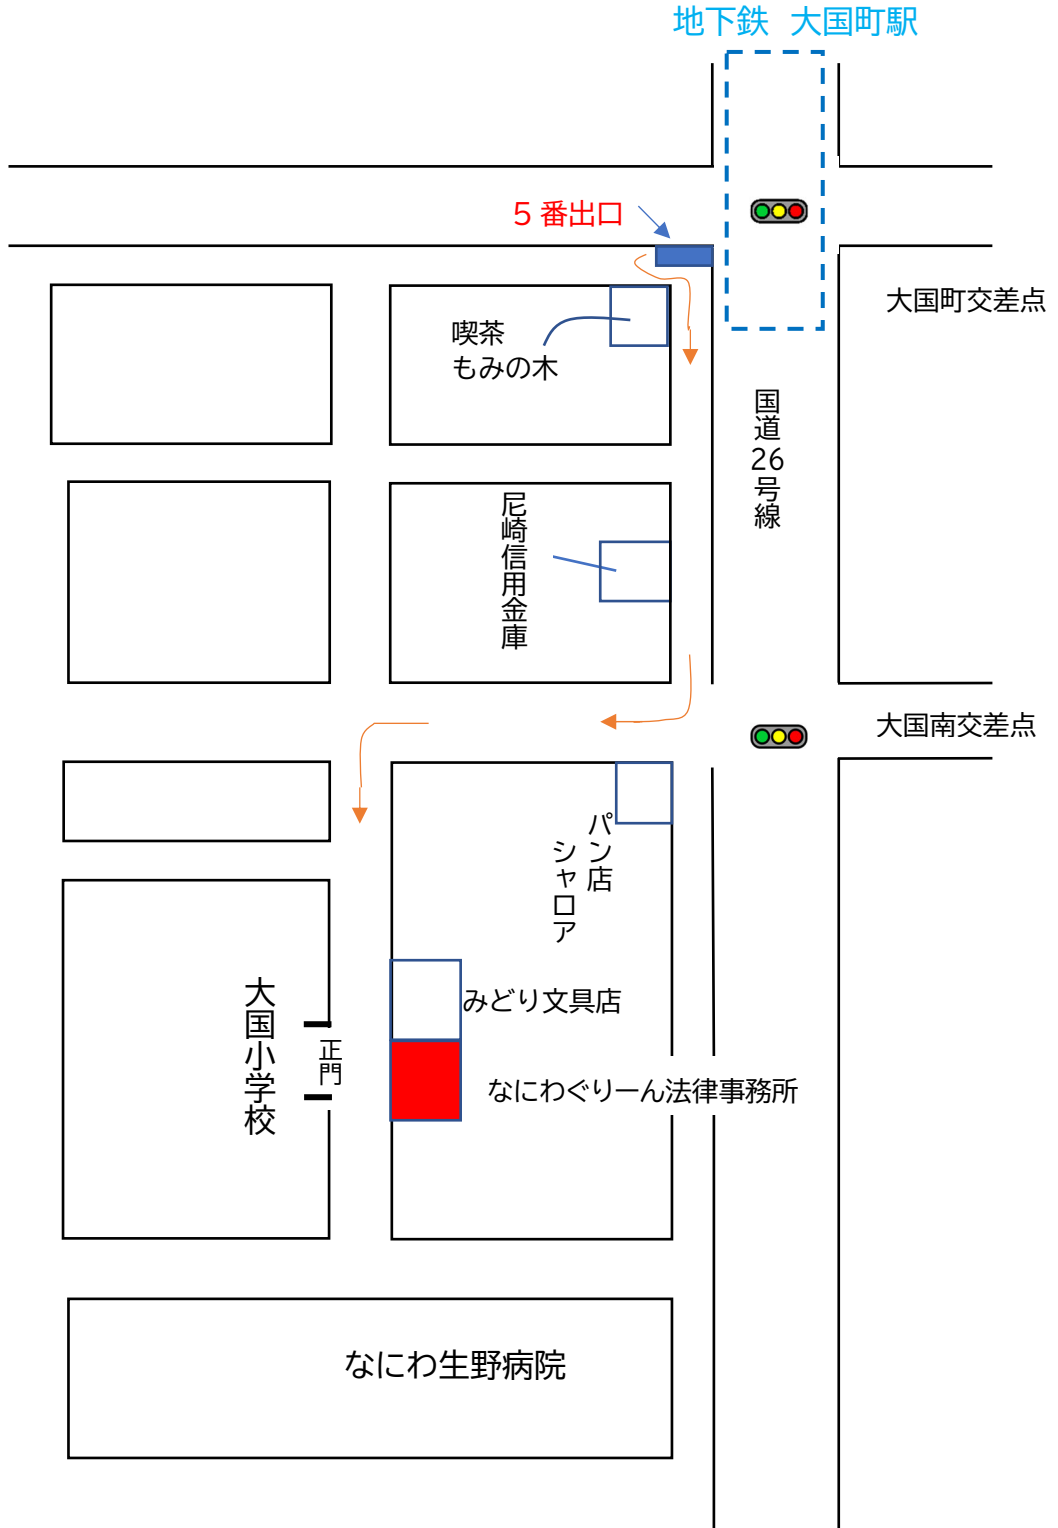 地下鉄 大国町駅
5番出口
大国町交差点
喫茶
もみの木
国道26号線
尼崎信用金庫
大国南交差点
パン店
シャロア
みどり文具店
大国小学校
正門
なにわぐりーん法律事務所
なにわ生野病院